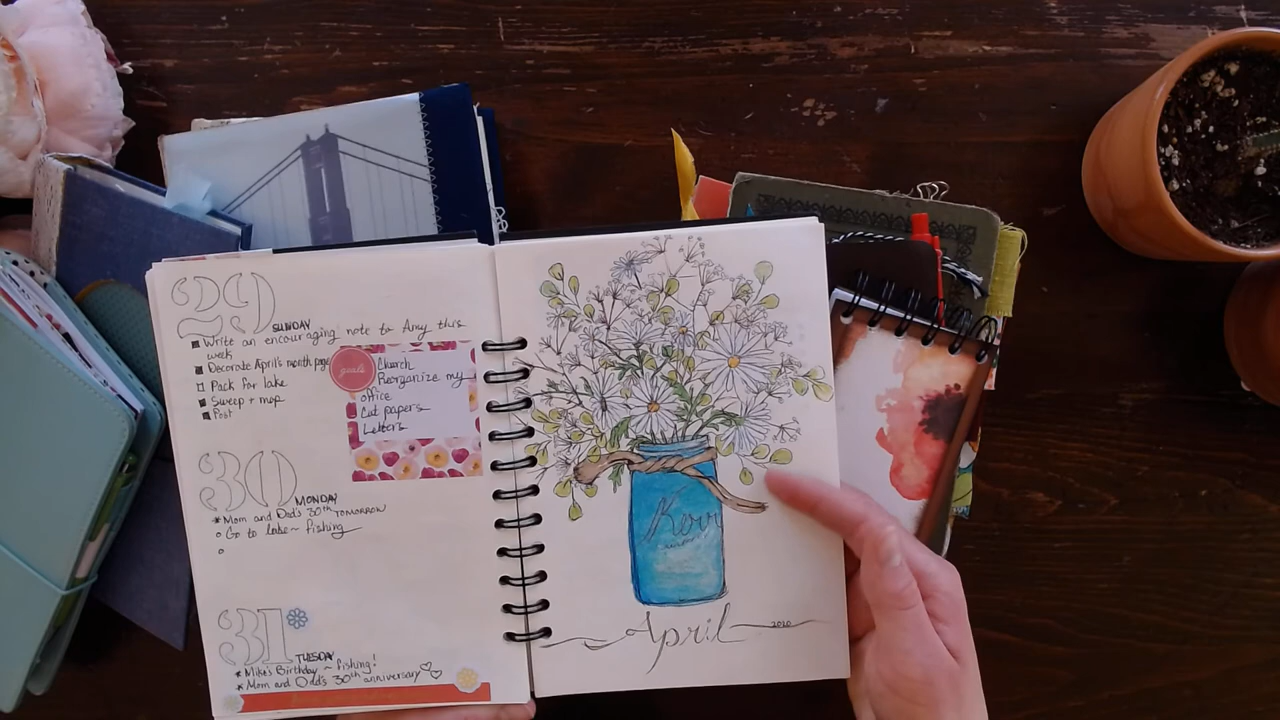 29
SUNDAY
Write an encouraging note to Amy this
week
Decorate April's month page
Pack for lake
Sweep + mop
Post
goals
Church
Reorganize my
office
Cut papers
Letters
30
MONDAY
* Mom and Dad's 30th TOMORROW
Go to lake ~ fishing
31
TUESDAY
* Mike's Birthday ~ fishing!
* Mom and Dad's 30th anniversary
Kerr
April 2020